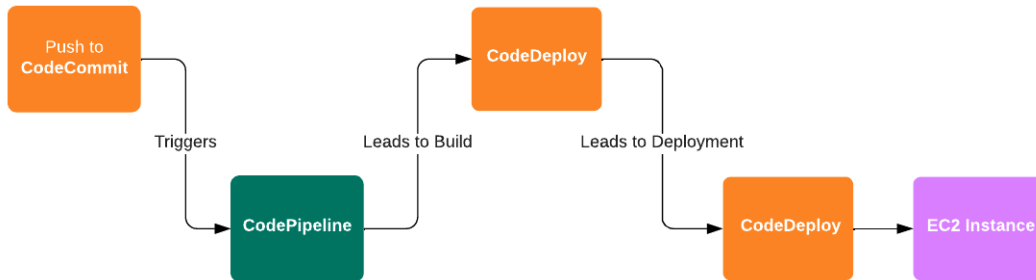 Push to
CodeCommit
Triggers
CodePipeline
Leads to Build
CodeDeploy
Leads to Deployment
CodeDeploy
EC2 Instance